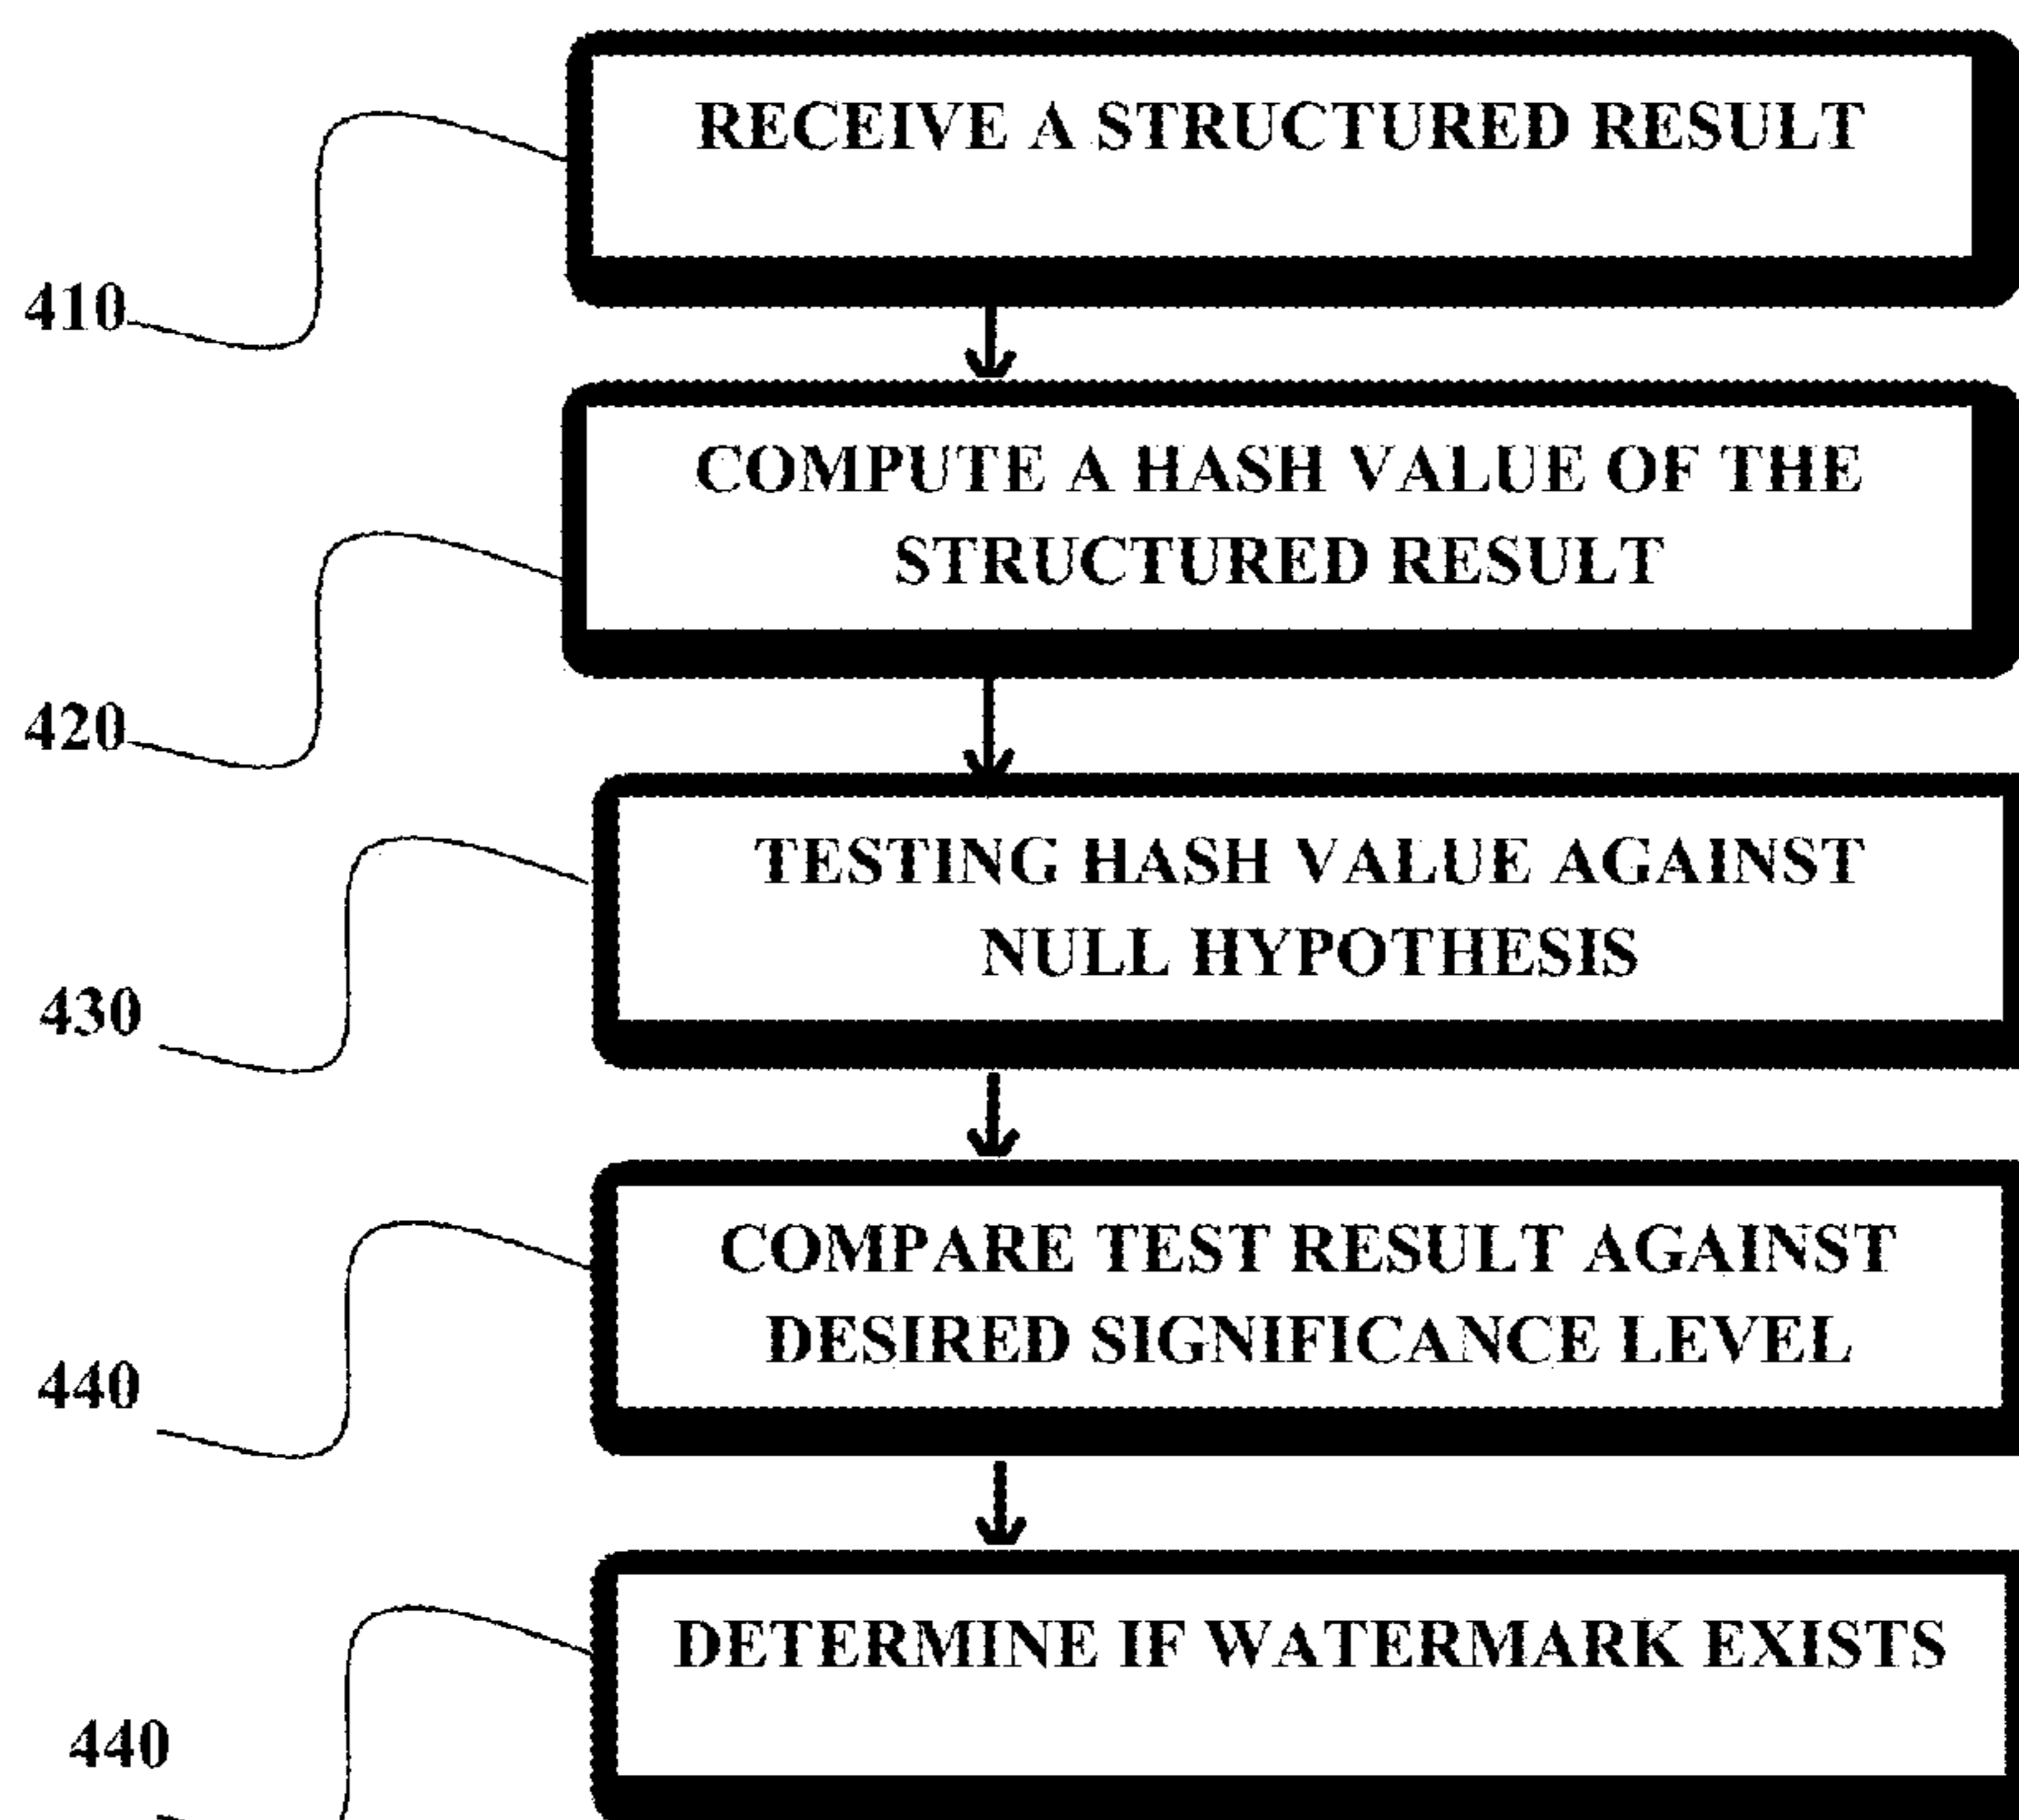 RECEIVE A STRUCTURED RESULT
410
COMPUTE A HASH VALUE OF THE
STRUCTURED RESULT
420
TESTING HASH VALUE AGAINST
NULL HYPOTHESIS
430
COMPARE TEST RESULT AGAINST
DESIRED SIGNIFICANCE LEVEL
440
DETERMINE IF WATERMARK EXISTS
440